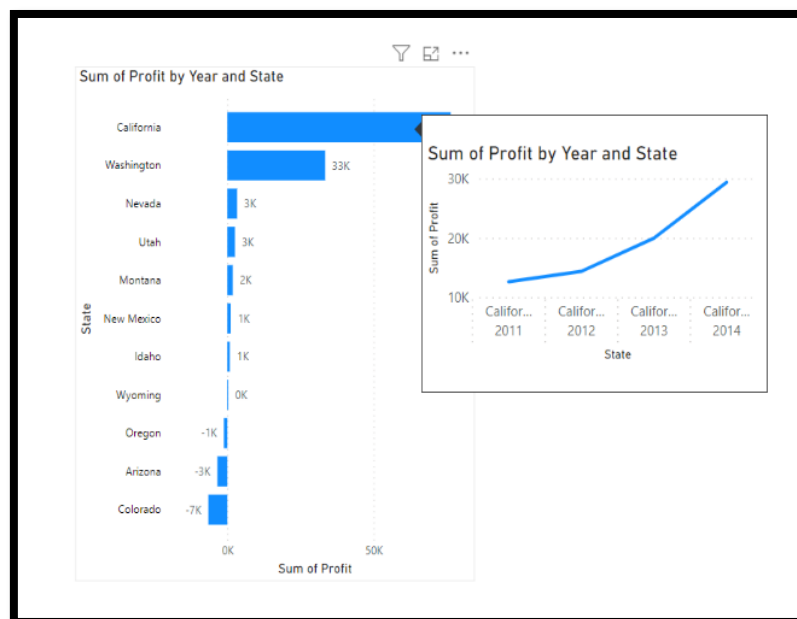 Sum of Profit by Year and State
California
Washington
33K
Nevada
3K
Utah
3K
Montana
2K
New Mexico
1K
Idaho
1K
Wyoming
0K
Oregon
-1K
Arizona
-3K
Colorado
-7K
State
0K
50K
Sum of Profit
Sum of Profit by Year and State
30K
20K
10K
Sum of Profit
Califor... Califor... Califor... Califor...
2011 2012 2013 2014
State